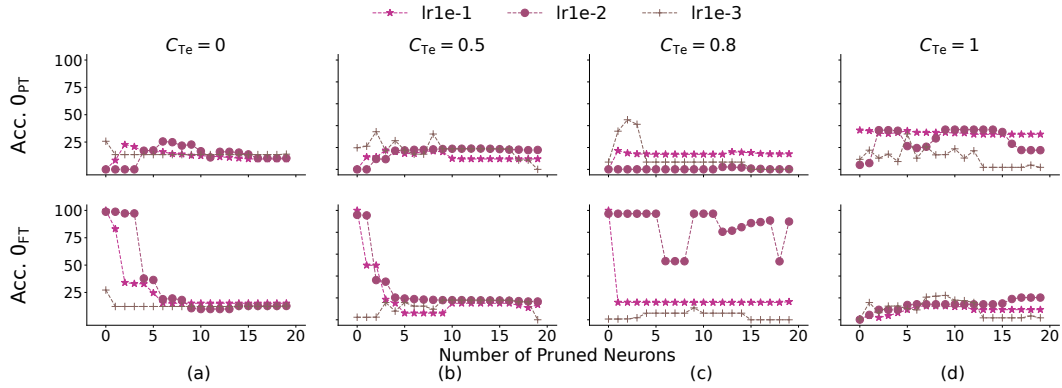 lr1e-1 lr1e-2 lr1e-3
C_Te = 0 C_Te = 0.5 C_Te = 0.8 C_Te = 1
Acc. 0_PT
100
75
50
25
Acc. 0_FT
100
75
50
25
0 5 10 15 20 0 5 10 15 20 0 5 10 15 20 0 5 10 15 20
Number of Pruned Neurons
(a) (b) (c) (d)